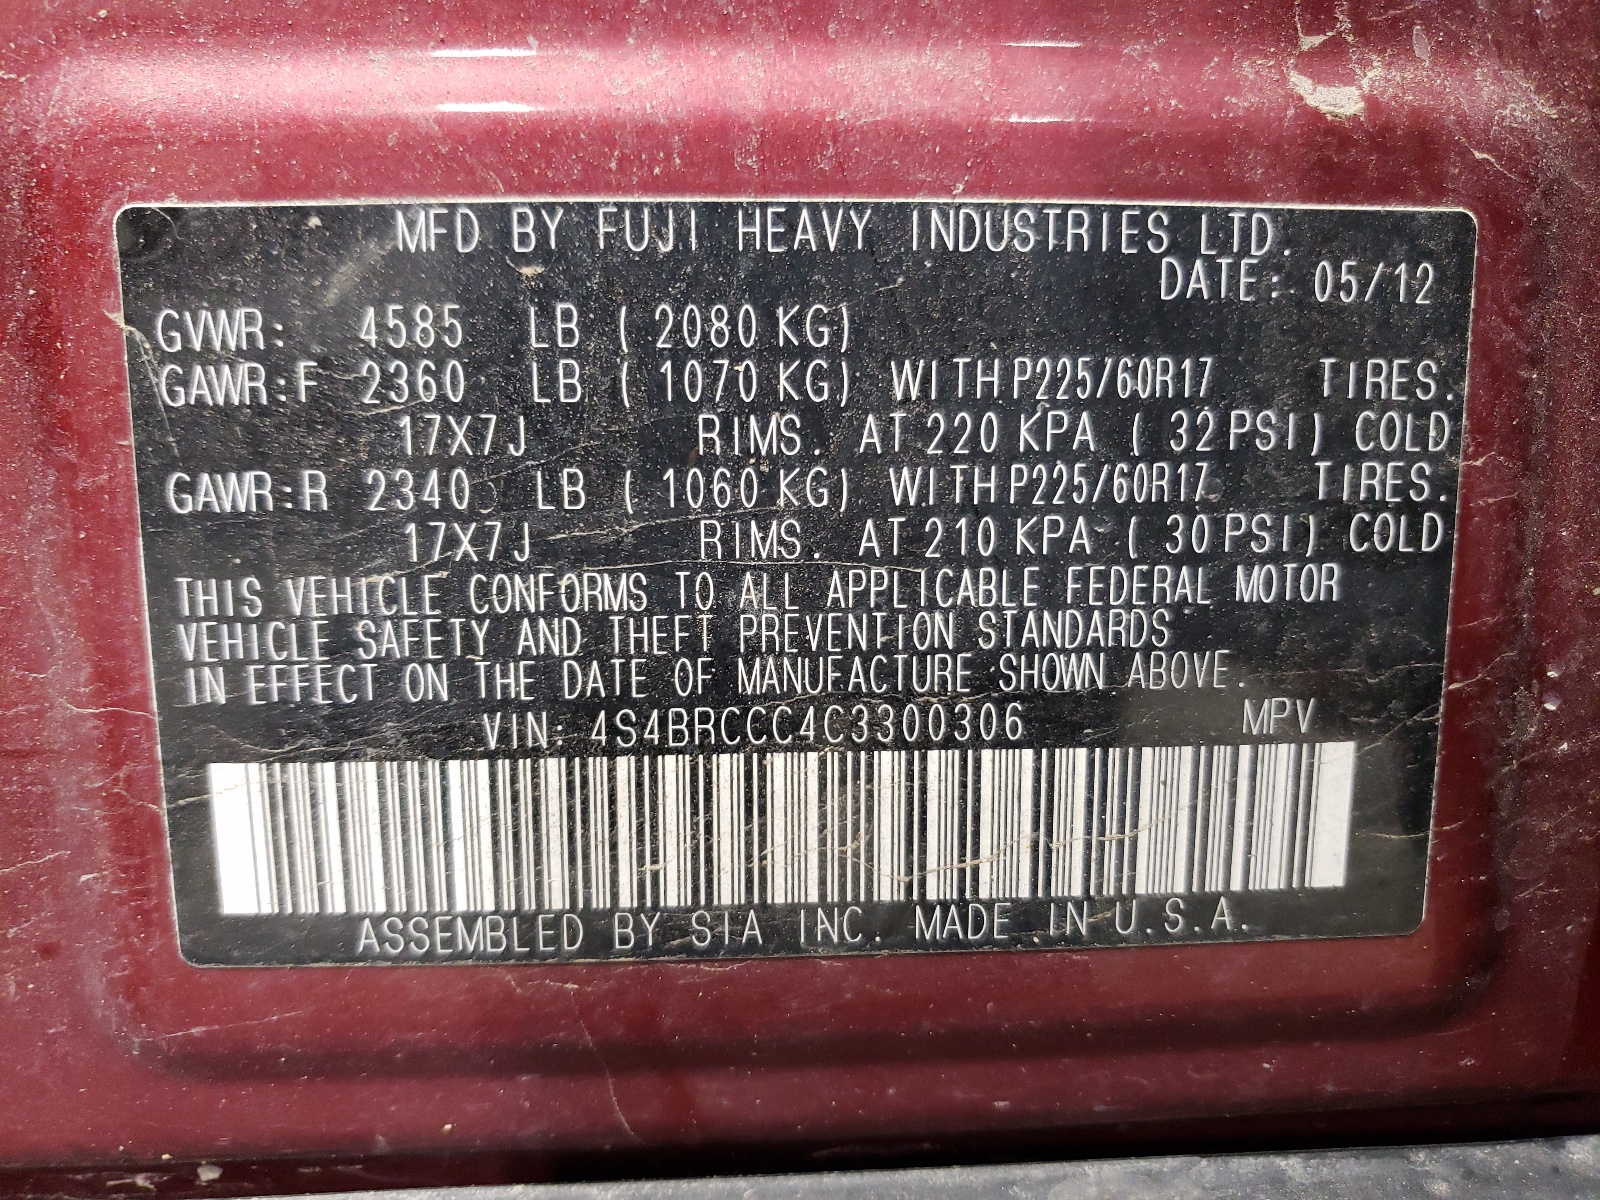 MFD BY FUJI HEAVY INDUSTRIES LTD.
DATE: 05/12
GVWR: 4585 LB ( 2080 KG)
GAWR:F 2360 LB ( 1070 KG) WITH P225/60R17 TIRES.
17X7J RIMS. AT 220 KPA ( 32 PSI) COLD
GAWR:R 2340 LB ( 1060 KG) WITH P225/60R17 TIRES.
17X7J RIMS. AT 210 KPA ( 30 PSI) COLD
THIS VEHICLE CONFORMS TO ALL APPLICABLE FEDERAL MOTOR
VEHICLE SAFETY AND THEFT PREVENTION STANDARDS
IN EFFECT ON THE DATE OF MANUFACTURE SHOWN ABOVE.
VIN: 4S4BRCCC4C3300306 MPV
ASSEMBLED BY SIA INC. MADE IN U.S.A.